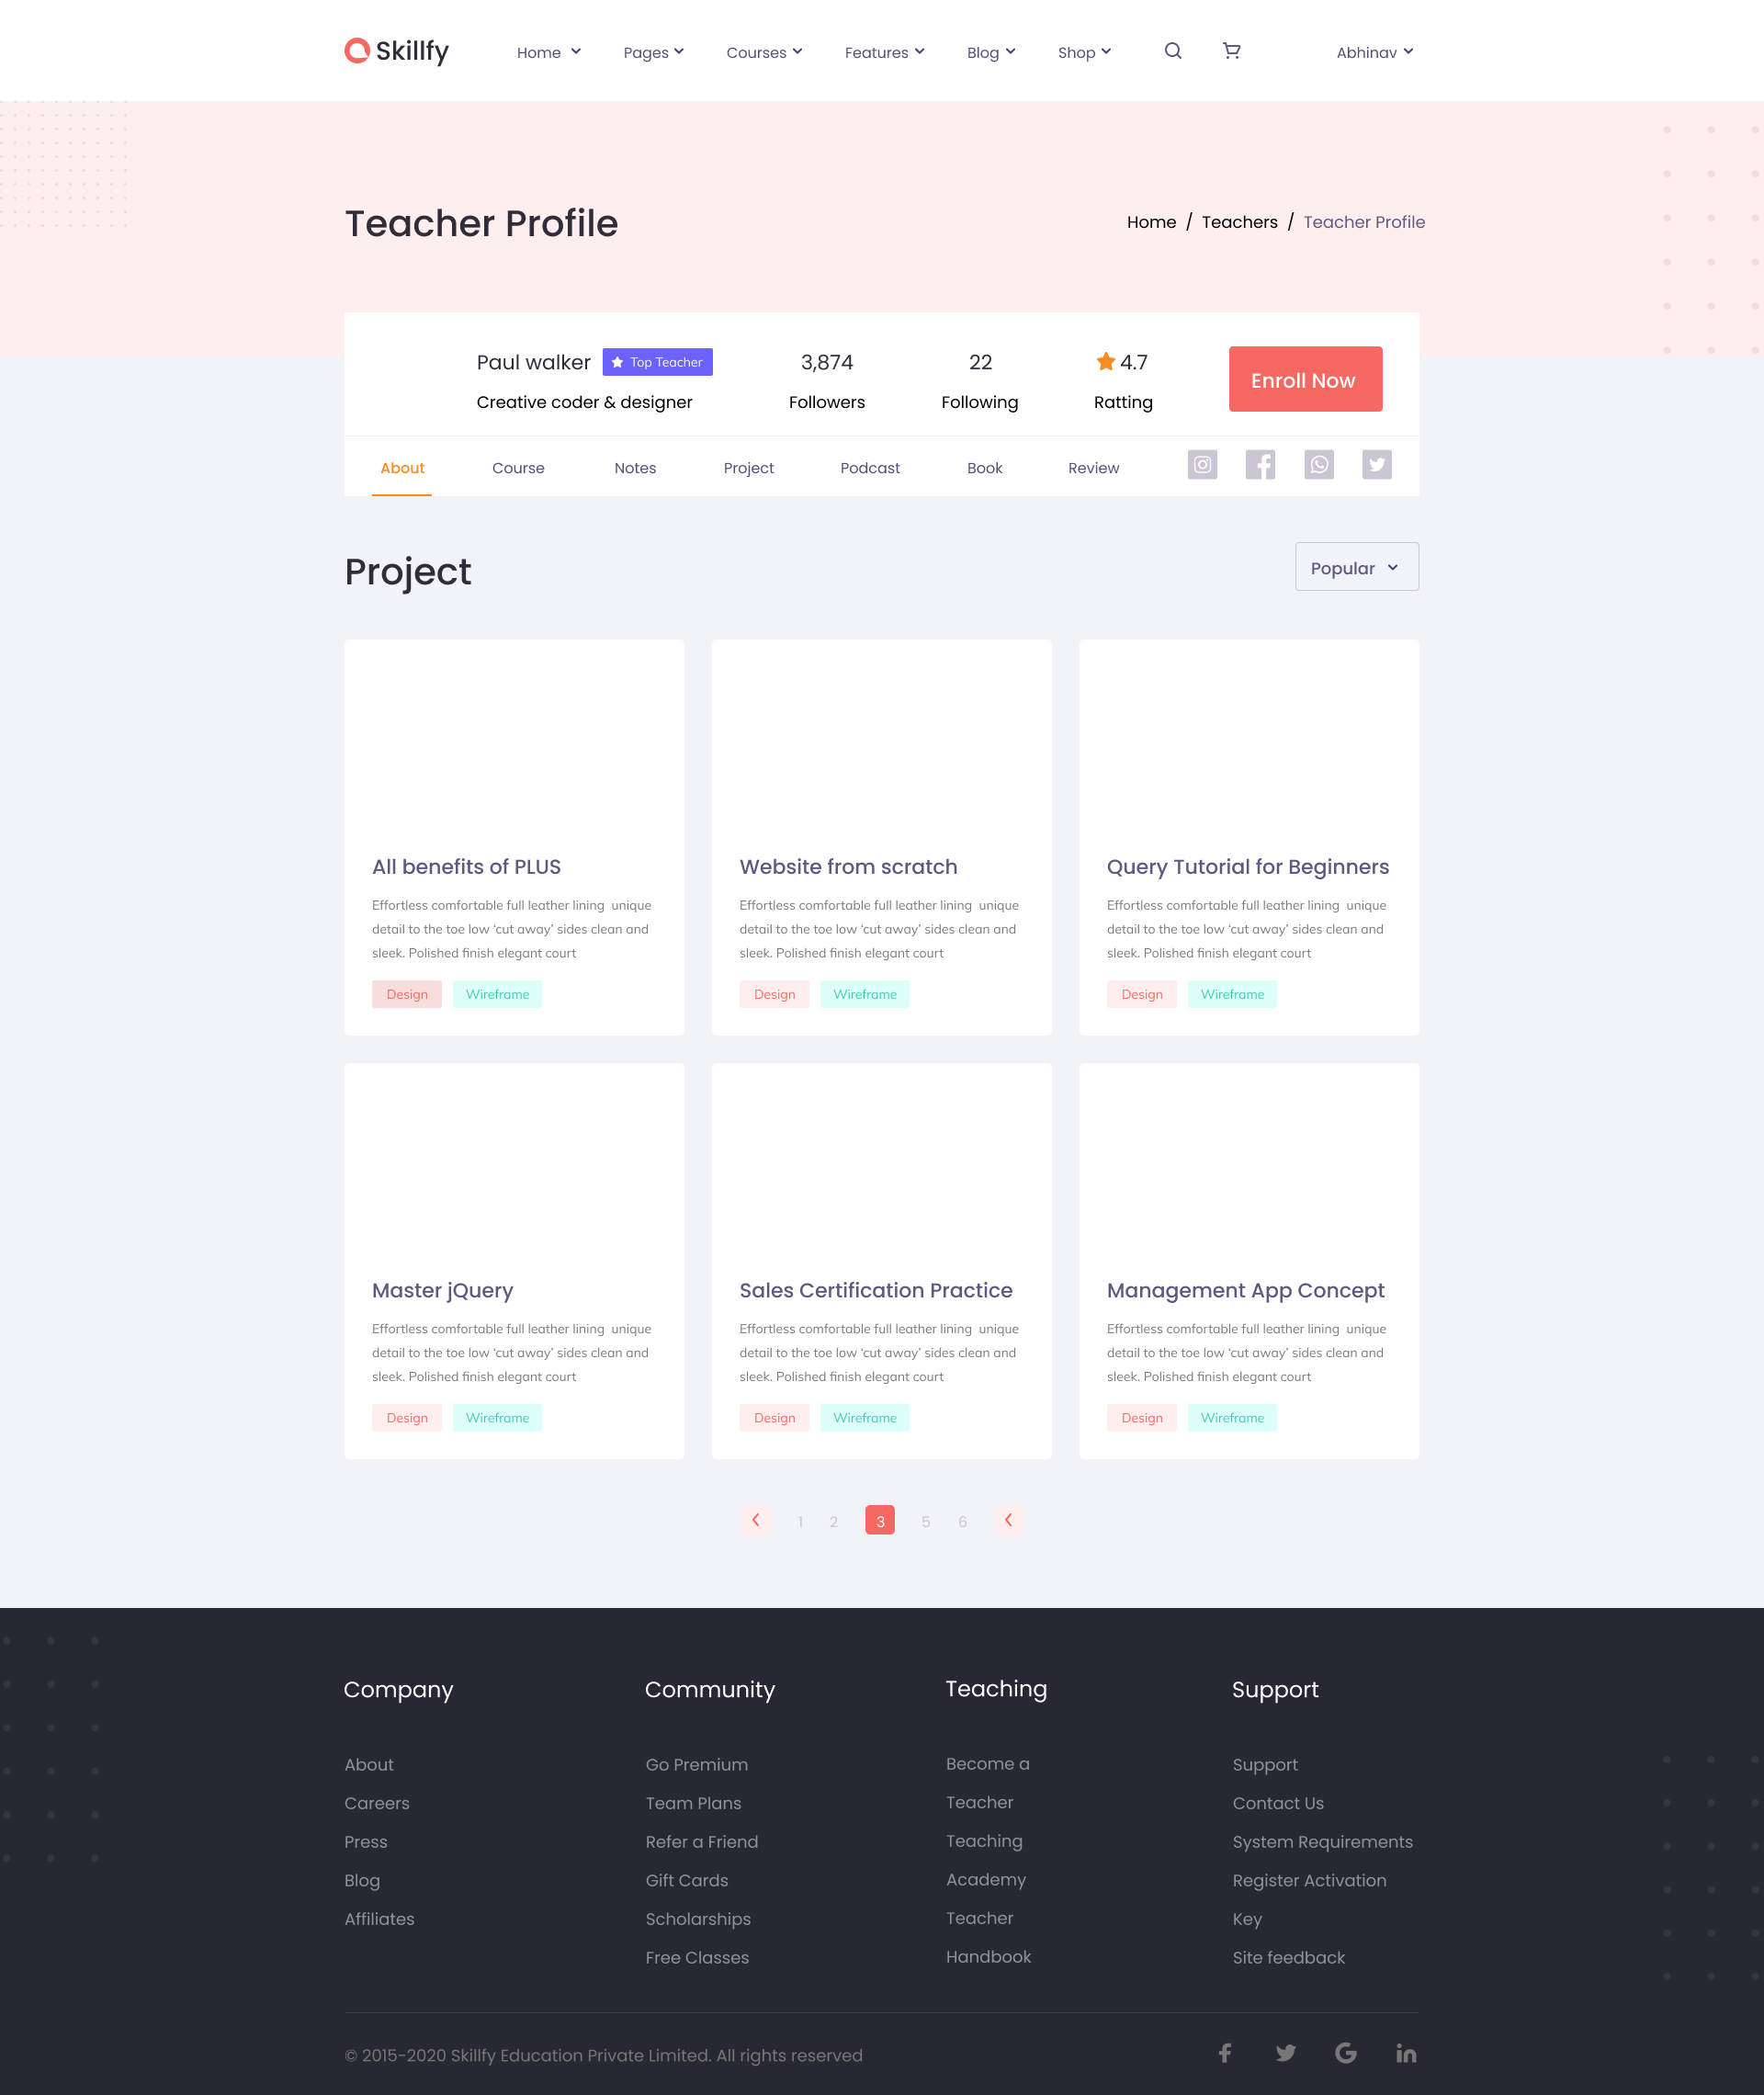 Skillfy
Home Pages Courses Features Blog Shop Abhinav
Teacher Profile
Home / Teachers / Teacher Profile
Paul walker
Top Teacher
Creative coder & designer
3,874
Followers
22
Following
4.7
Ratting
Enroll Now
About Course Notes Project Podcast Book Review
Project
Popular
All benefits of PLUS
Effortless comfortable full leather lining unique
detail to the toe low ‘cut away’ sides clean and
sleek. Polished finish elegant court
Design Wireframe
Website from scratch
Effortless comfortable full leather lining unique
detail to the toe low ‘cut away’ sides clean and
sleek. Polished finish elegant court
Design Wireframe
Query Tutorial for Beginners
Effortless comfortable full leather lining unique
detail to the toe low ‘cut away’ sides clean and
sleek. Polished finish elegant court
Design Wireframe
Master jQuery
Effortless comfortable full leather lining unique
detail to the toe low ‘cut away’ sides clean and
sleek. Polished finish elegant court
Design Wireframe
Sales Certification Practice
Effortless comfortable full leather lining unique
detail to the toe low ‘cut away’ sides clean and
sleek. Polished finish elegant court
Design Wireframe
Management App Concept
Effortless comfortable full leather lining unique
detail to the toe low ‘cut away’ sides clean and
sleek. Polished finish elegant court
Design Wireframe
1 2 3 5 6
Company
About
Careers
Press
Blog
Affiliates
Community
Go Premium
Team Plans
Refer a Friend
Gift Cards
Scholarships
Free Classes
Teaching
Become a
Teacher
Teaching
Academy
Teacher
Handbook
Support
Support
Contact Us
System Requirements
Register Activation
Key
Site feedback
© 2015-2020 Skillfy Education Private Limited. All rights reserved